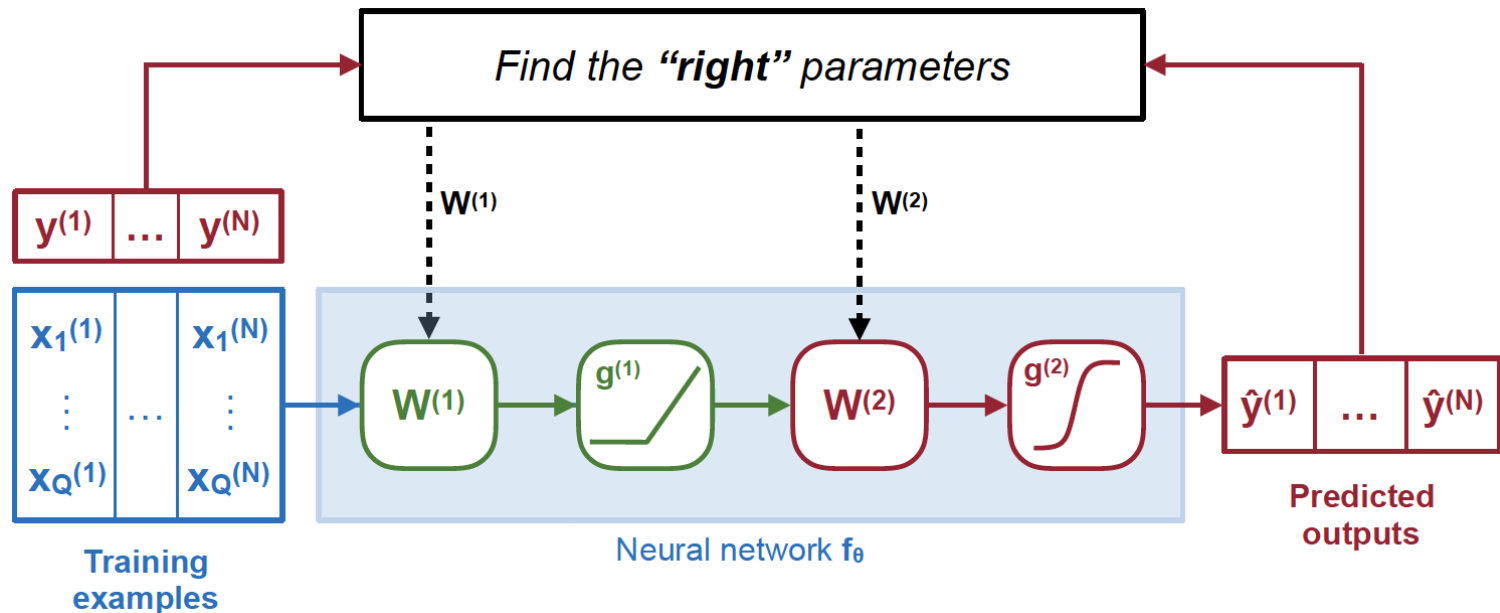 Find the “right” parameters
W(1)
W(2)
y(1) ... y(N)
x1(1) x1(N)
⋮ ... ⋮
xQ(1) xQ(N)
W(1)
g(1)
W(2)
g(2)
ŷ(1) ... ŷ(N)
Neural network fθ
Training
examples
Predicted
outputs